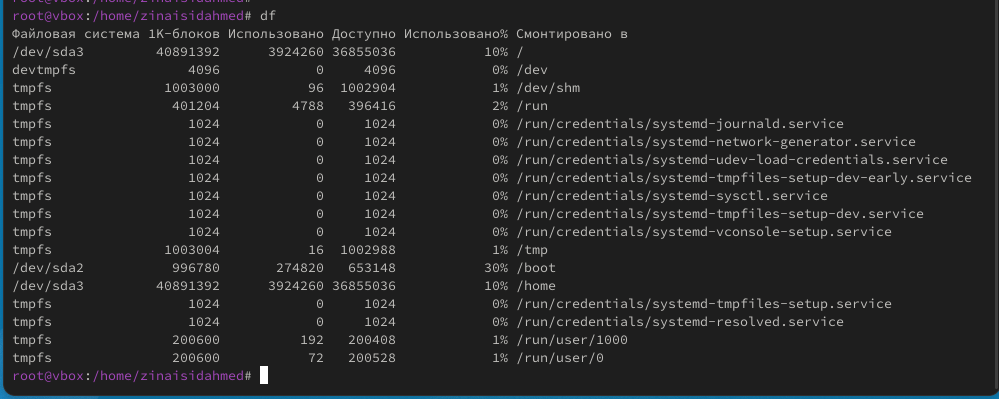 root@vbox:/home/zinaisidahmed# df
Файловая система 1K-блоков Использовано Доступно Использовано% Смонтировано в
/dev/sda3 40891392 3924260 36855036 10% /
devtmpfs 4096 0 4096 0% /dev
tmpfs 1003000 96 1002904 1% /dev/shm
tmpfs 401204 4788 396416 2% /run
tmpfs 1024 0 1024 0% /run/credentials/systemd-journald.service
tmpfs 1024 0 1024 0% /run/credentials/systemd-network-generator.service
tmpfs 1024 0 1024 0% /run/credentials/systemd-udev-load-credentials.service
tmpfs 1024 0 1024 0% /run/credentials/systemd-tmpfiles-setup-dev-early.service
tmpfs 1024 0 1024 0% /run/credentials/systemd-sysctl.service
tmpfs 1024 0 1024 0% /run/credentials/systemd-tmpfiles-setup-dev.service
tmpfs 1024 0 1024 0% /run/credentials/systemd-vconsole-setup.service
tmpfs 1003004 16 1002988 1% /tmp
/dev/sda2 996780 274820 653148 30% /boot
/dev/sda3 40891392 3924260 36855036 10% /home
tmpfs 1024 0 1024 0% /run/credentials/systemd-tmpfiles-setup.service
tmpfs 1024 0 1024 0% /run/credentials/systemd-resolved.service
tmpfs 200600 192 200408 1% /run/user/1000
tmpfs 200600 72 200528 1% /run/user/0
root@vbox:/home/zinaisidahmed#